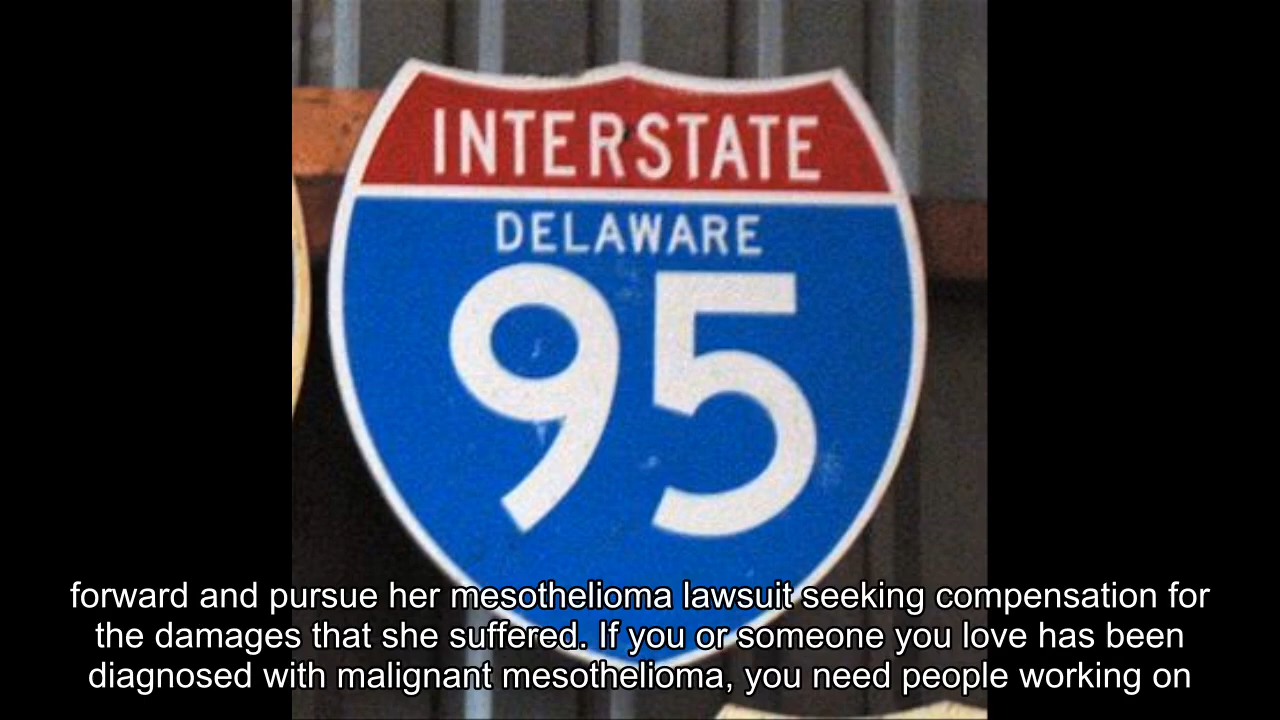 INTERSTATE
DELAWARE
95
forward and pursue her mesothelioma lawsuit seeking compensation for
the damages that she suffered. If you or someone you love has been
diagnosed with malignant mesothelioma, you need people working on